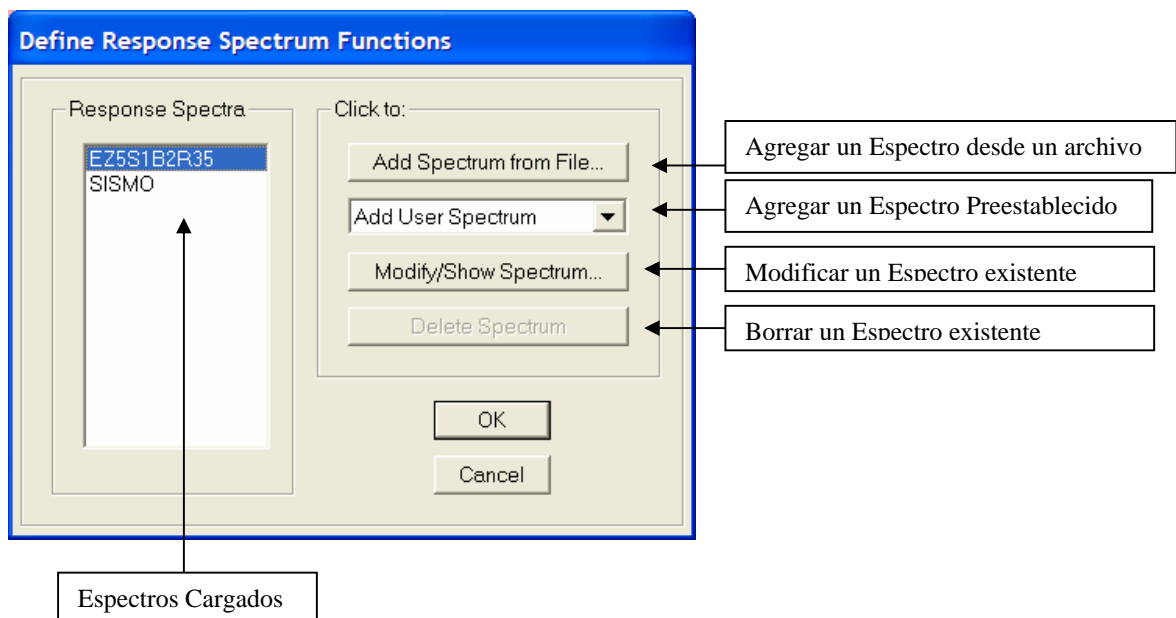 Define Response Spectrum Functions
Response Spectra
EZ5S1B2R35
SISMO
Click to:
Add Spectrum from File...
Add User Spectrum
Modify/Show Spectrum...
Delete Spectrum
OK
Cancel
Agregar un Espectro desde un archivo
Agregar un Espectro Preestablecido
Modificar un Espectro existente
Borrar un Espectro existente
Espectros Cargados